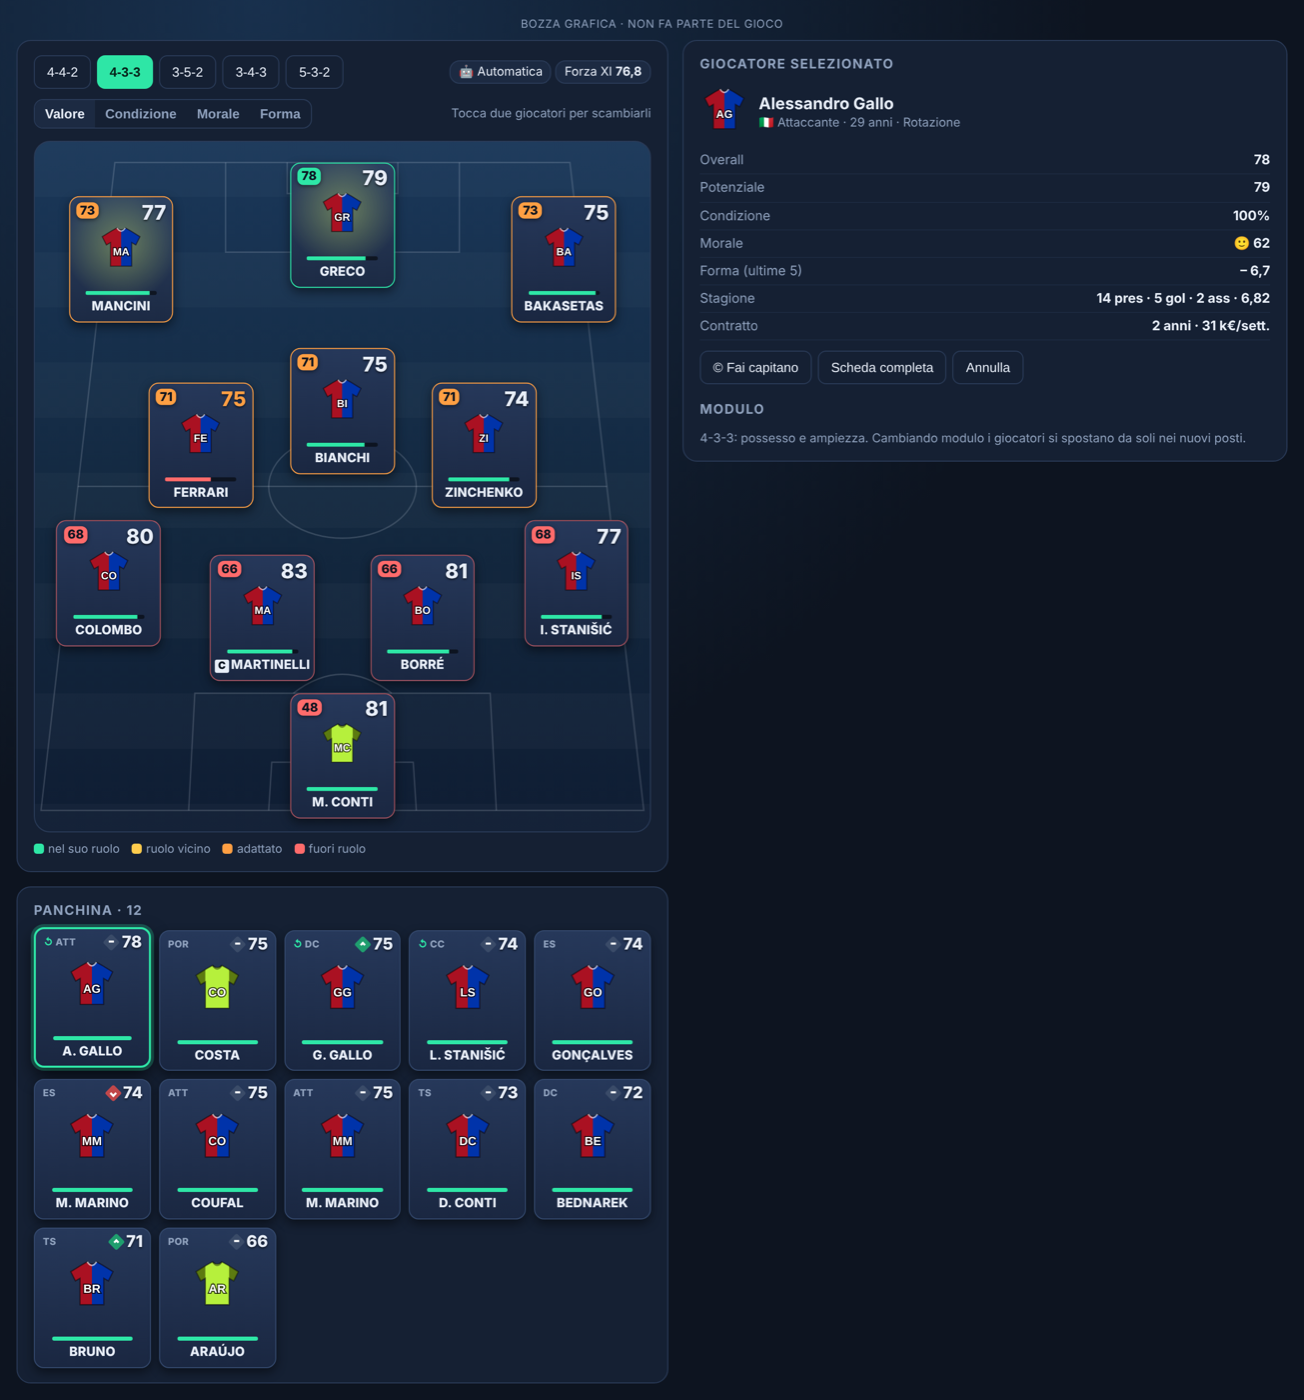 BOZZA GRAFICA · NON FA PARTE DEL GIOCO
4-4-2 4-3-3 3-5-2 3-4-3 5-3-2 🤖 Automatica Forza XI 76,8
Valore Condizione Morale Forma Tocca due giocatori per scambiarli
78 79
GR
GRECO
73 77
MA
MANCINI
73 75
BA
BAKASETAS
71 75
BI
BIANCHI
71 75
FE
FERRARI
71 74
ZI
ZINCHENKO
68 80
CO
COLOMBO
66 83
MA
C MARTINELLI
66 81
BO
BORRÉ
68 77
IS
I. STANIŠIĆ
48 81
MC
M. CONTI
nel suo ruolo ruolo vicino adattato fuori ruolo
PANCHINA · 12
ATT 78
AG
A. GALLO
POR 75
CO
COSTA
DC 75
GG
G. GALLO
CC 74
LS
L. STANIŠIĆ
ES 74
GO
GONÇALVES
ES 74
MM
M. MARINO
ATT 75
CO
COUFAL
ATT 75
MM
M. MARINO
TS 73
DC
D. CONTI
DC 72
BE
BEDNAREK
TS 71
BR
BRUNO
POR 66
AR
ARAÚJO
GIOCATORE SELEZIONATO
AG
Alessandro Gallo
🇮🇹 Attaccante · 29 anni · Rotazione
Overall 78
Potenziale 79
Condizione 100%
Morale 🙂 62
Forma (ultime 5) – 6,7
Stagione 14 pres · 5 gol · 2 ass · 6,82
Contratto 2 anni · 31 k€/sett.
© Fai capitano Scheda completa Annulla
MODULO
4-3-3: possesso e ampiezza. Cambiando modulo i giocatori si spostano da soli nei nuovi posti.